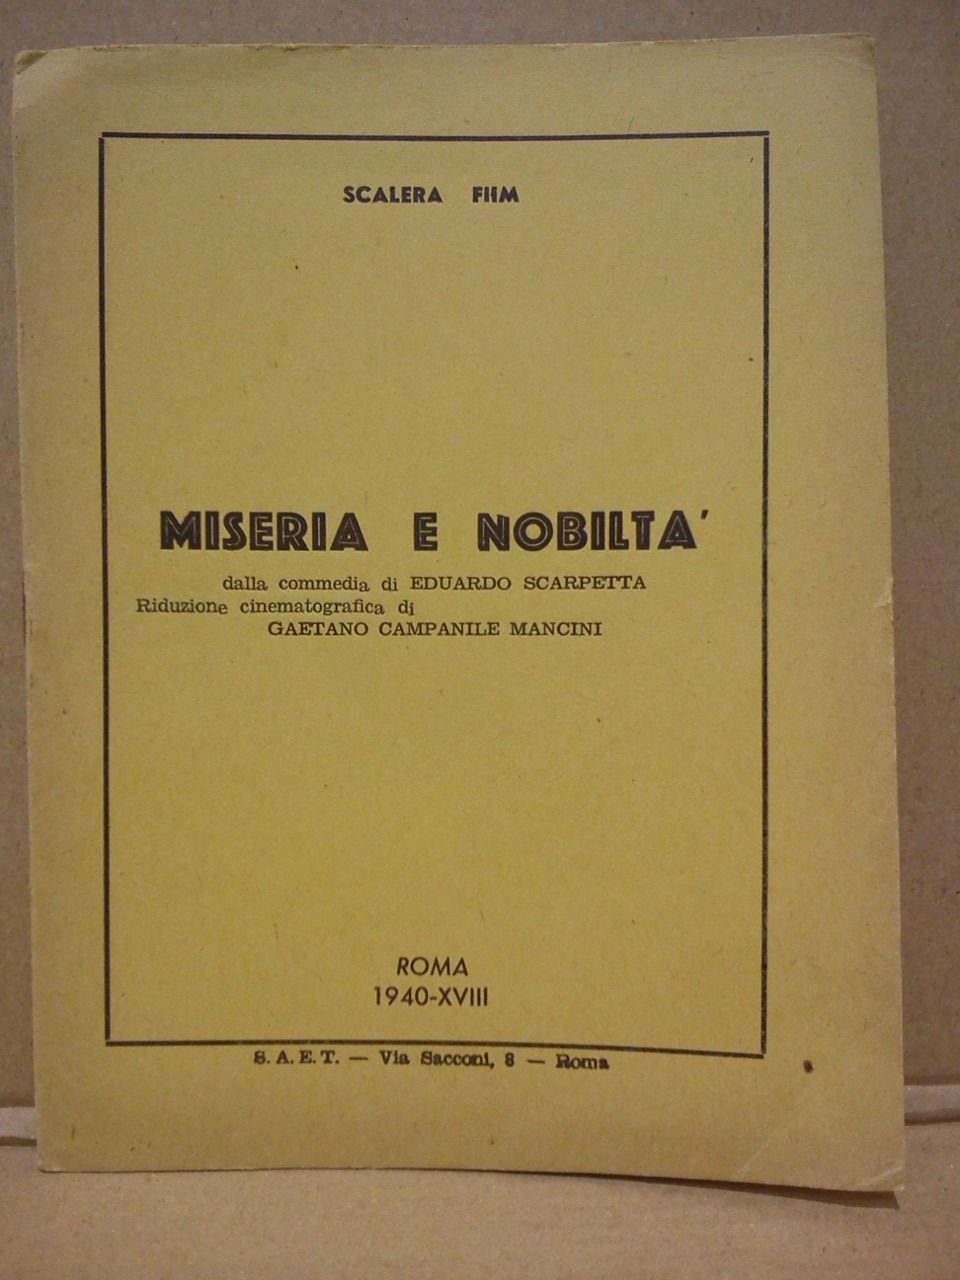 SCALERA FIIM
MISERIA E NOBILTA'
dalla commedia di EDUARDO SCARPETTA
Riduzione cinematografica di
GAETANO CAMPANILE MANCINI
ROMA
1940-XVIII
S. A. E. T. — Via Sacconi, 8 — Roma